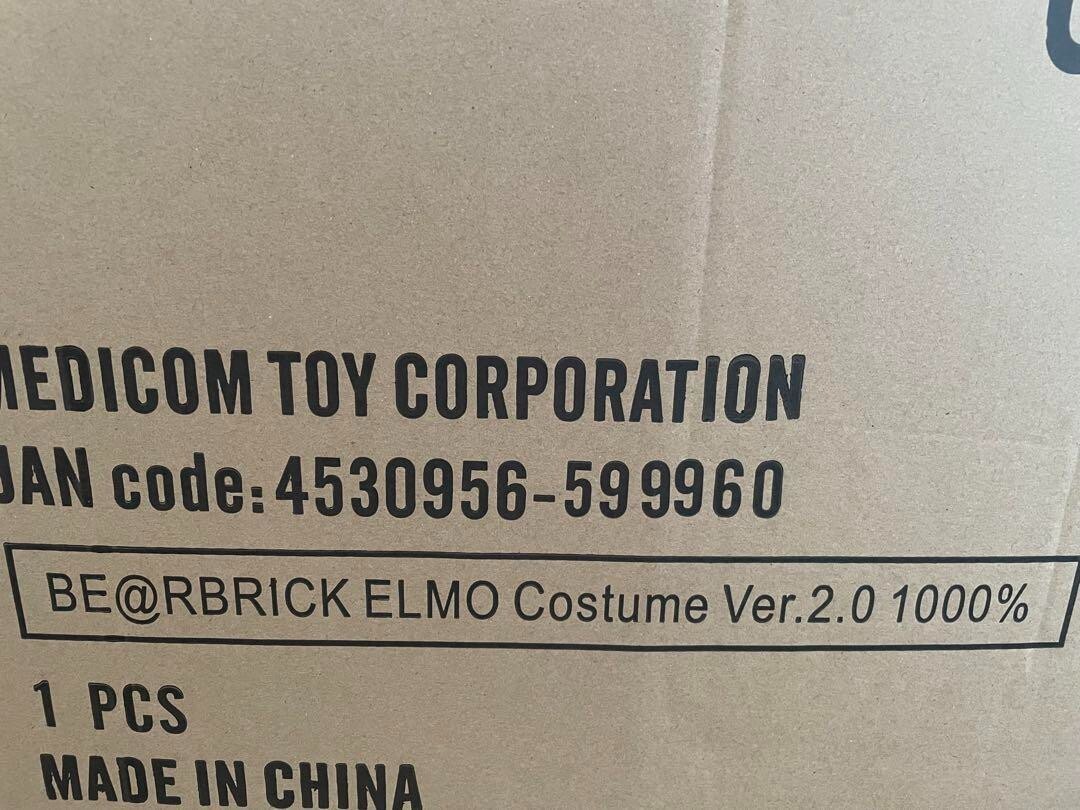 MEDICOM TOY CORPORATION
JAN code:4530956-599960
BE@RBRICK ELMO Costume Ver.2.0 1000%
1 PCS
MADE IN CHINA